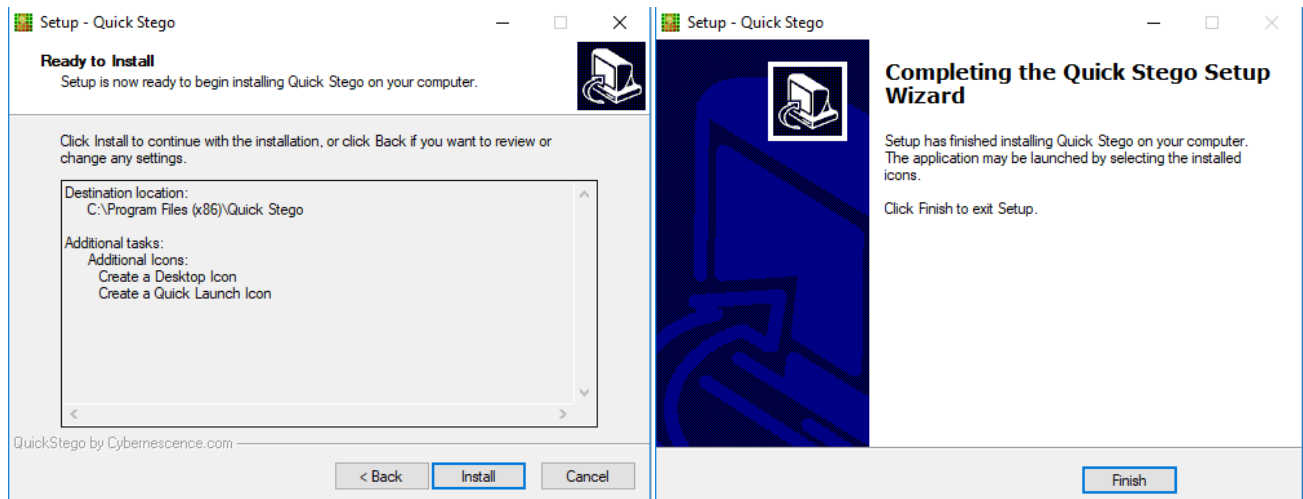 Setup - Quick Stego
Ready to Install
Setup is now ready to begin installing Quick Stego on your computer.
Click Install to continue with the installation, or click Back if you want to review or
change any settings.
Destination location:
C:\Program Files (x86)\Quick Stego
Additional tasks:
Additional Icons:
Create a Desktop Icon
Create a Quick Launch Icon
QuickStego by Cybernescence.com
< Back
Install
Cancel
Setup - Quick Stego
Completing the Quick Stego Setup
Wizard
Setup has finished installing Quick Stego on your computer.
The application may be launched by selecting the installed
icons.
Click Finish to exit Setup.
Finish